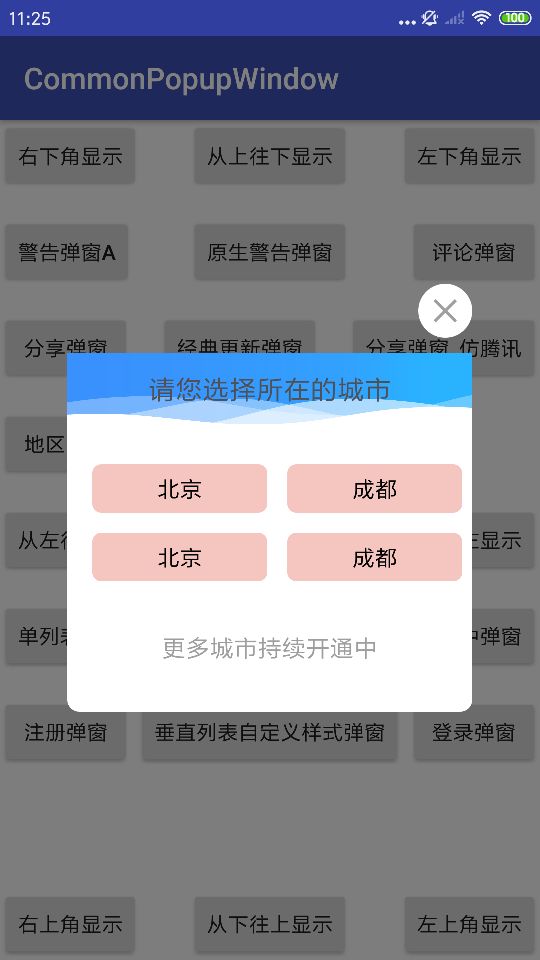 11:25
100
CommonPopupWindow
右下角显示 从上往下显示 左下角显示
警告弹窗A 原生警告弹窗 评论弹窗
分享弹窗 经典更新弹窗 分享弹窗 仿腾讯
请您选择所在的城市
地区
北京 成都
从左 显示
北京 成都
单列 弹窗
更多城市持续开通中
注册弹窗 垂直列表自定义样式弹窗 登录弹窗
右上角显示 从下往上显示 左上角显示